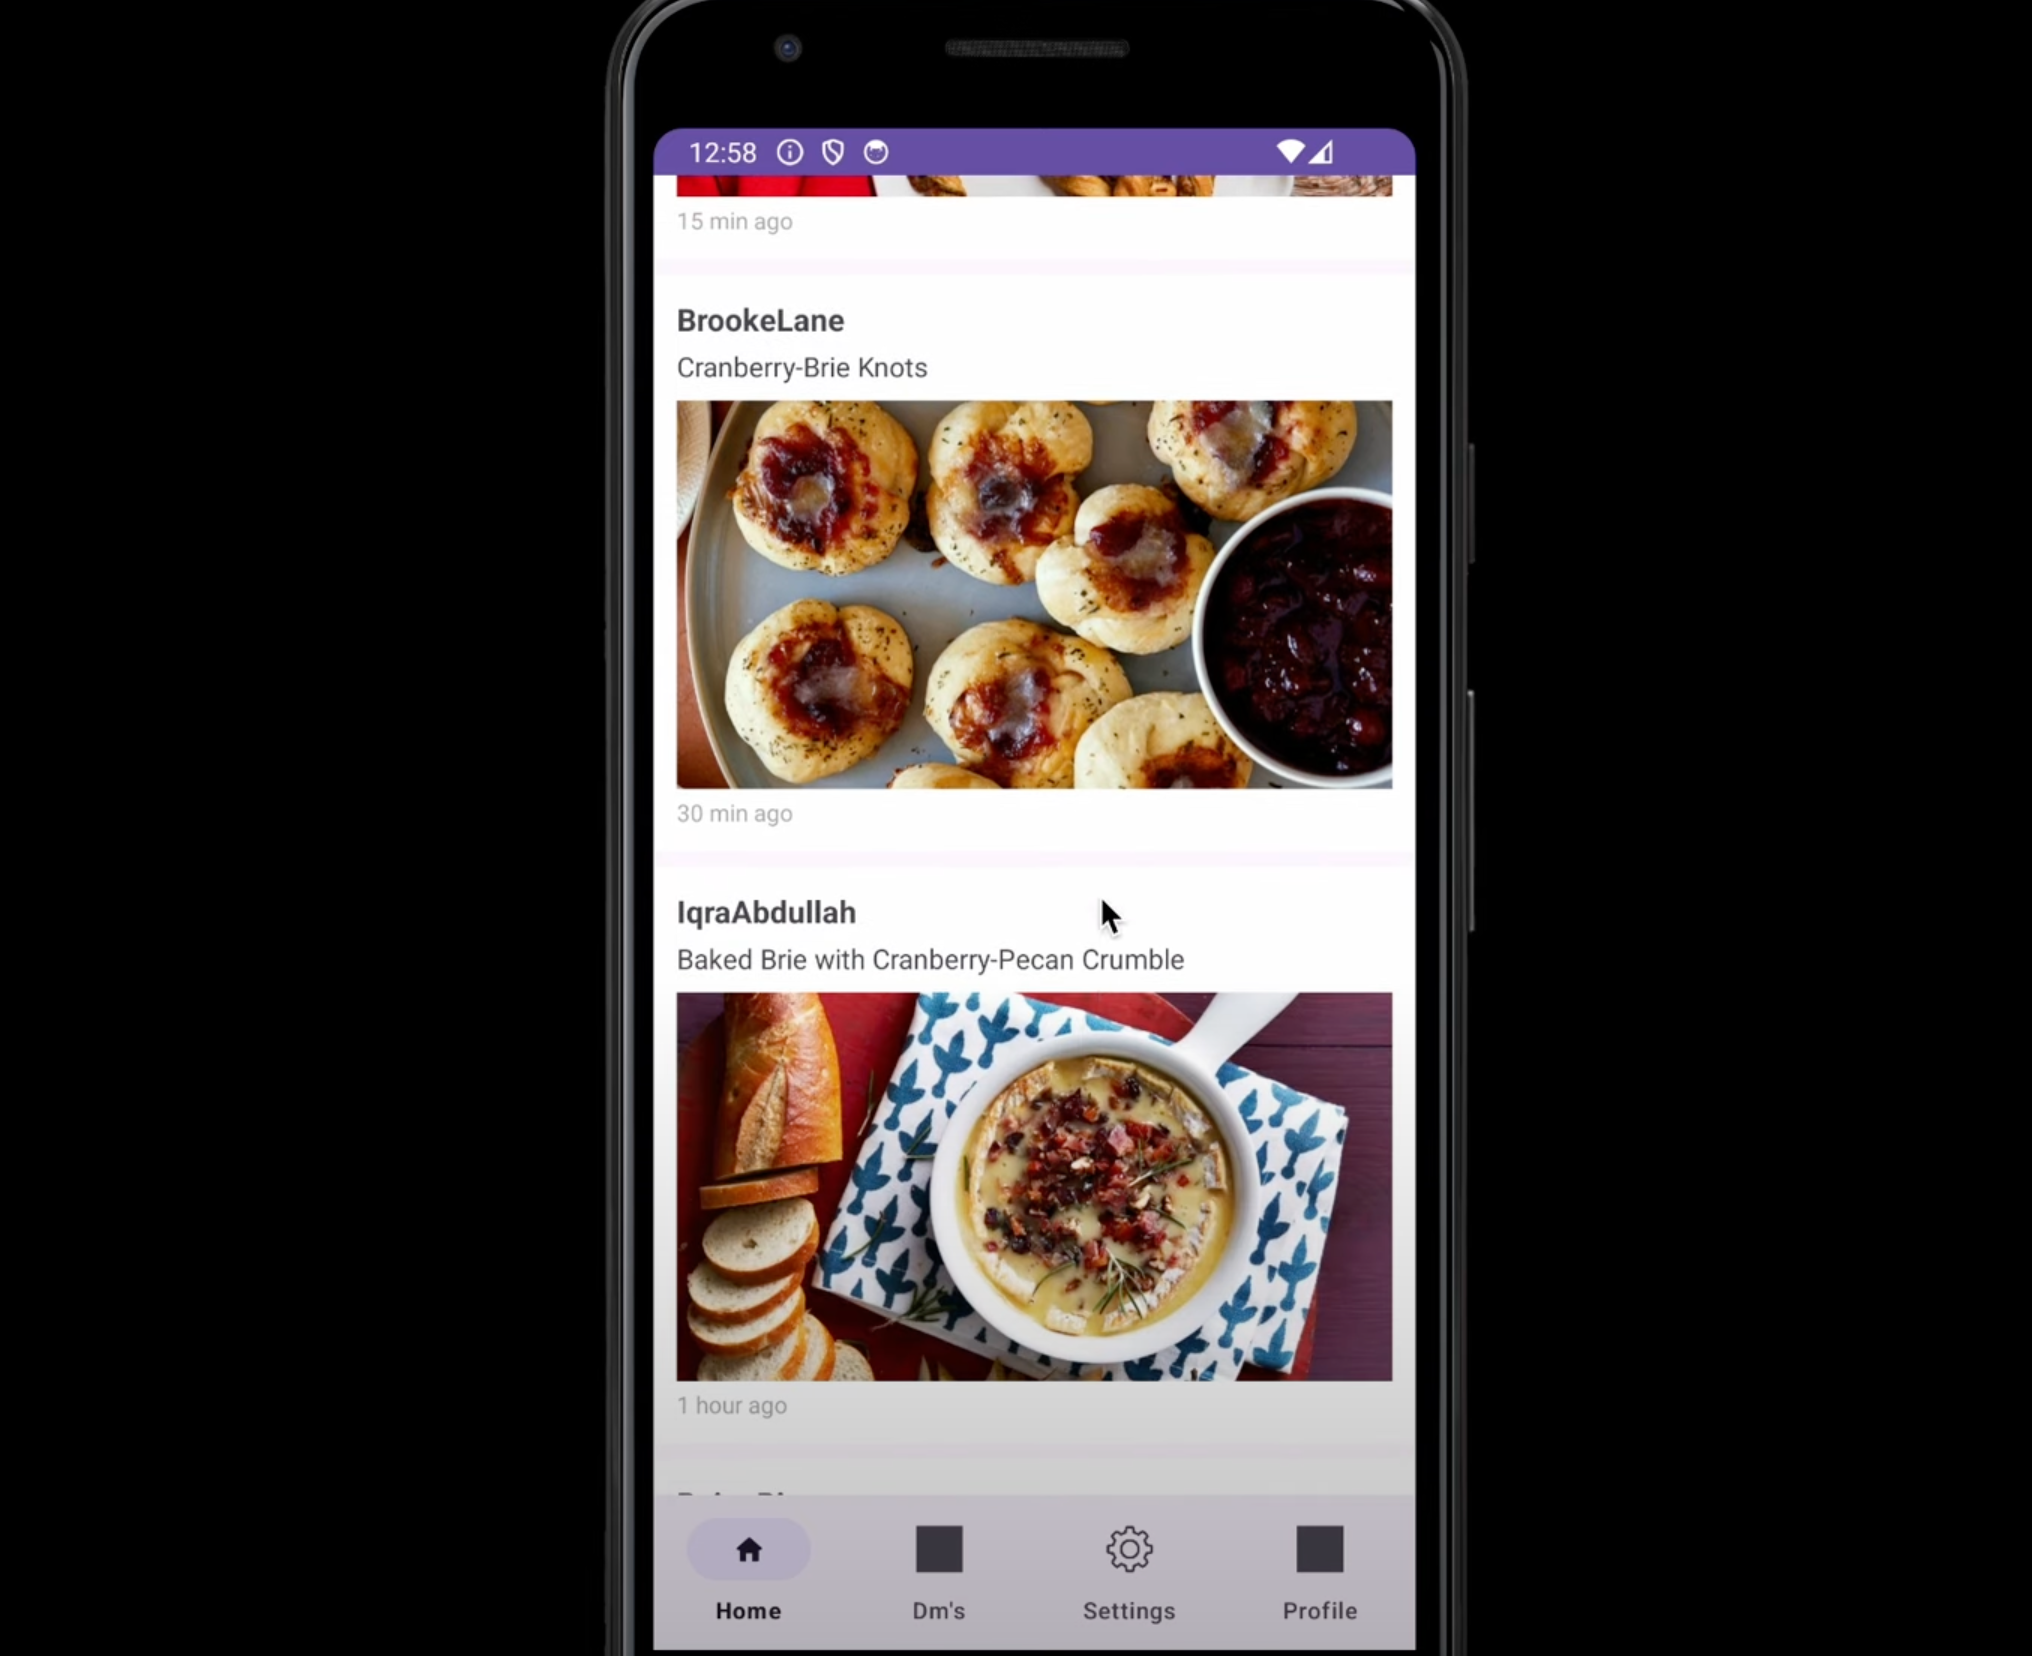 12:58
15 min ago
BrookeLane
Cranberry-Brie Knots
30 min ago
IqraAbdullah
Baked Brie with Cranberry-Pecan Crumble
1 hour ago
Home
Dm's
Settings
Profile